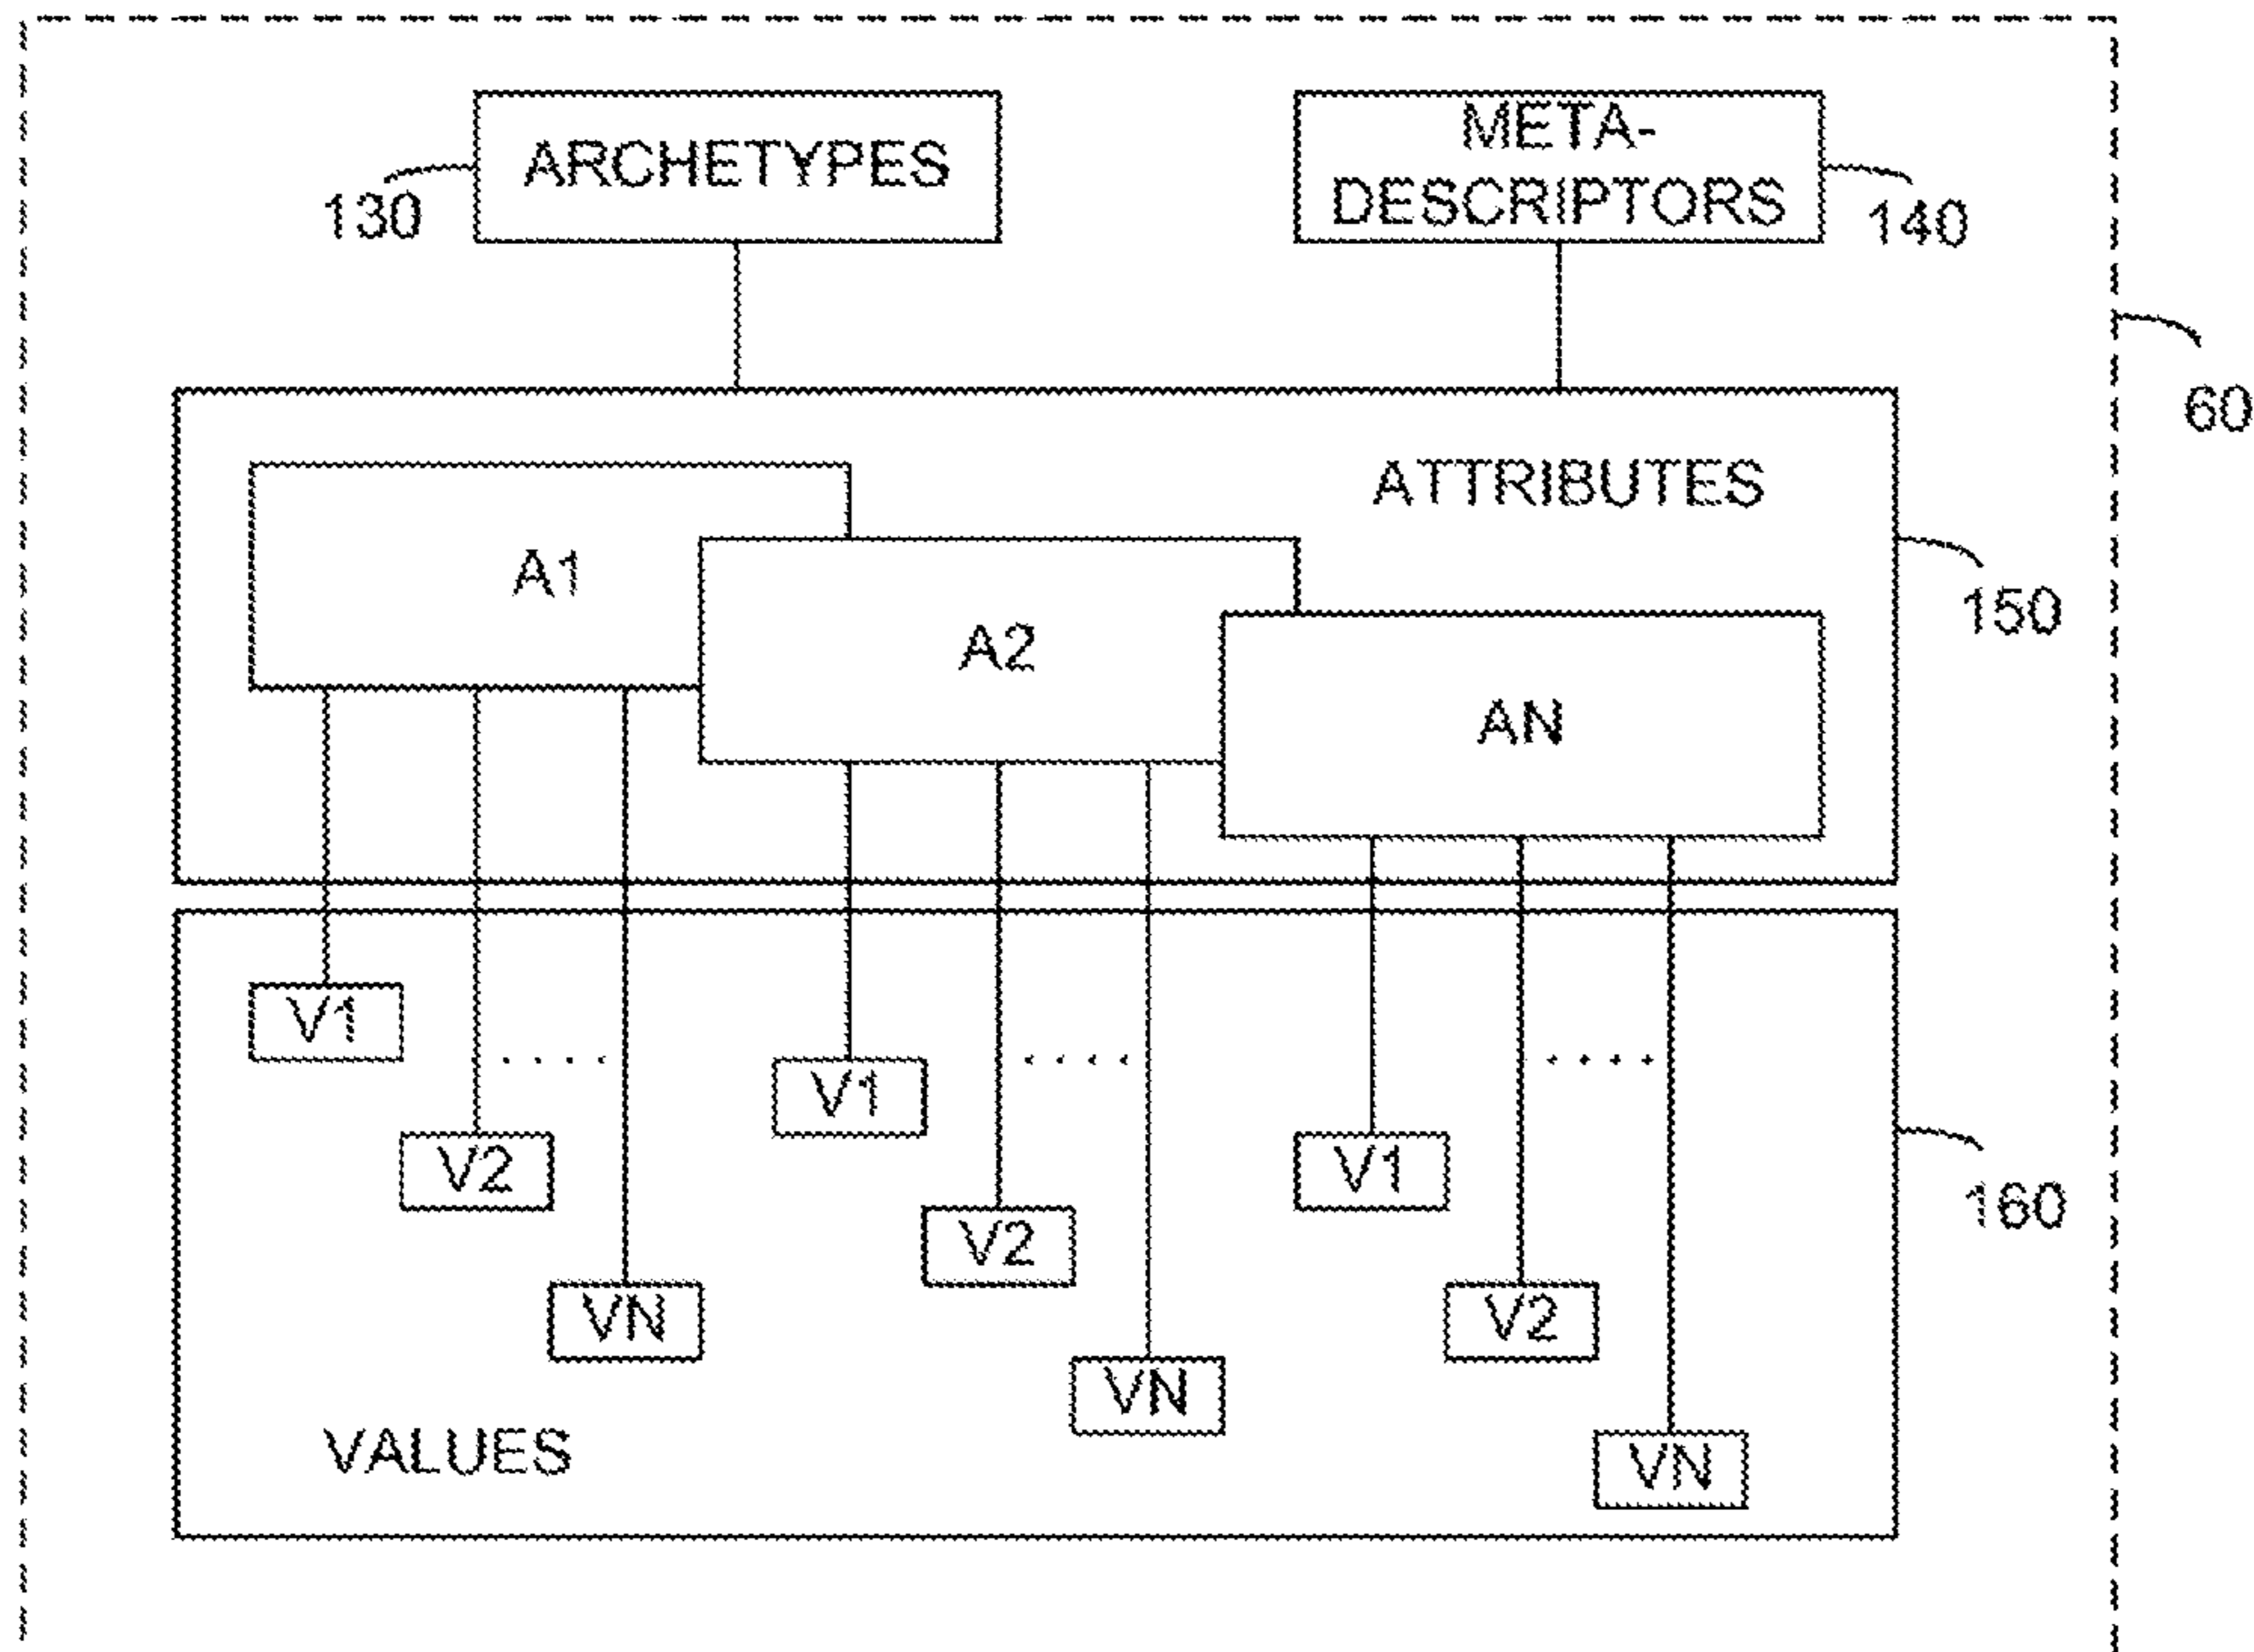 ARCHETYPES
META-
DESCRIPTORS
130
140
60
ATTRIBUTES
A1
A2
AN
150
V1
V2
VN
V1
V2
VN
V1
V2
VN
....
....
....
160
VALUES